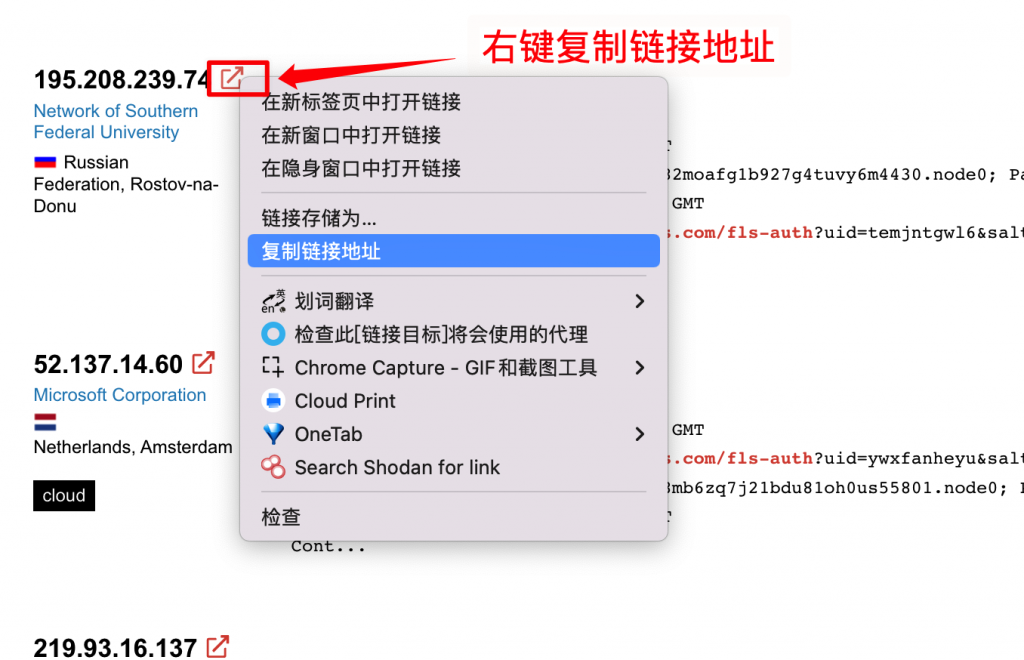 右键复制链接地址
195.208.239.74
Network of Southern
Federal University
Russian
Federation, Rostov-na-
Donu
在新标签页中打开链接
在新窗口中打开链接
在隐身窗口中打开链接
链接存储为...
复制链接地址
en英 划词翻译
检查此[链接目标]将会使用的代理
Chrome Capture - GIF和截图工具
Cloud Print
OneTab
Search Shodan for link
检查
2moafg1b927g4tuvy6m4430.node0; Pa
GMT
s.com/fls-auth?uid=temjntgwl6&salt
52.137.14.60
Microsoft Corporation
Netherlands, Amsterdam
cloud
GMT
s.com/fls-auth?uid=ywxfanheyu&salt
mb6zq7j21bdu81oh0us55801.node0;
Cont...
219.93.16.137